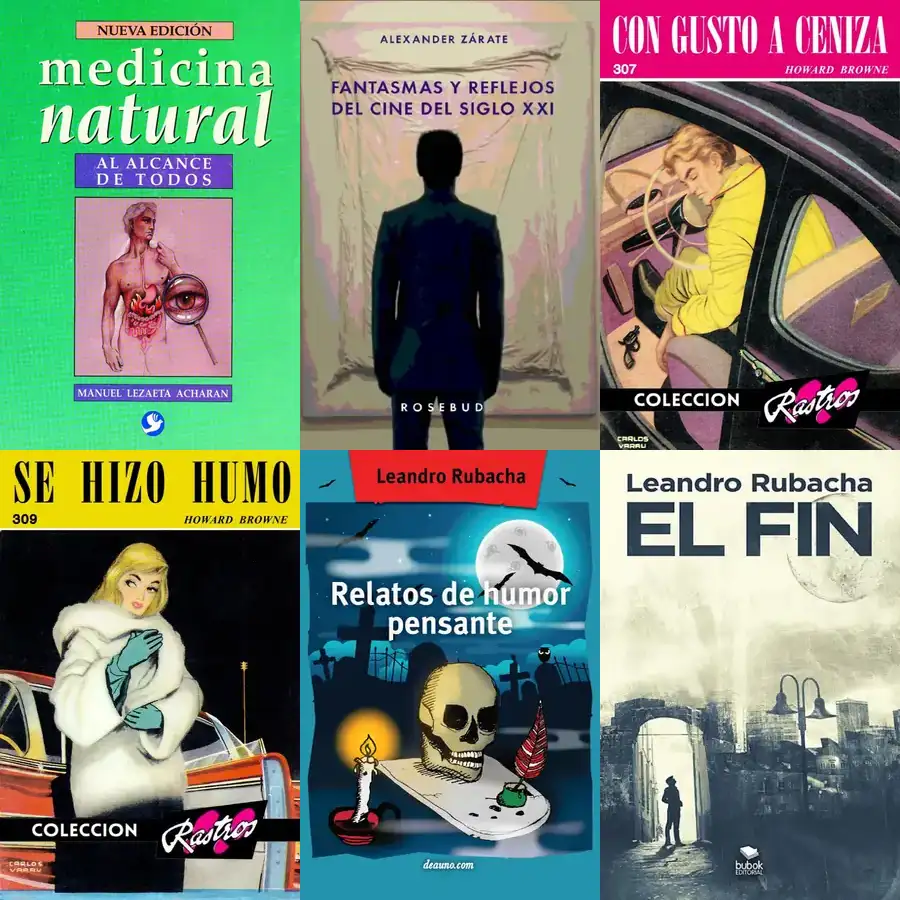 NUEVA EDICIÓN
medicina
natural
AL ALCANCE
DE TODOS
MANUEL LEZAETA ACHARAN
ALEXANDER ZÁRATE
FANTASMAS Y REFLEJOS
DEL CINE DEL SIGLO XXI
ROSEBUD
CON GUSTO A CENIZA
307
HOWARD BROWNE
COLECCION Rastros
CARLOS
VARAU
SE HIZO HUMO
309
HOWARD BROWNE
COLECCION Rastros
CARLOS
VARAU
Leandro Rubacha
Relatos de humor
pensante
deauno.com
Leandro Rubacha
EL FIN
bubok
EDITORIAL